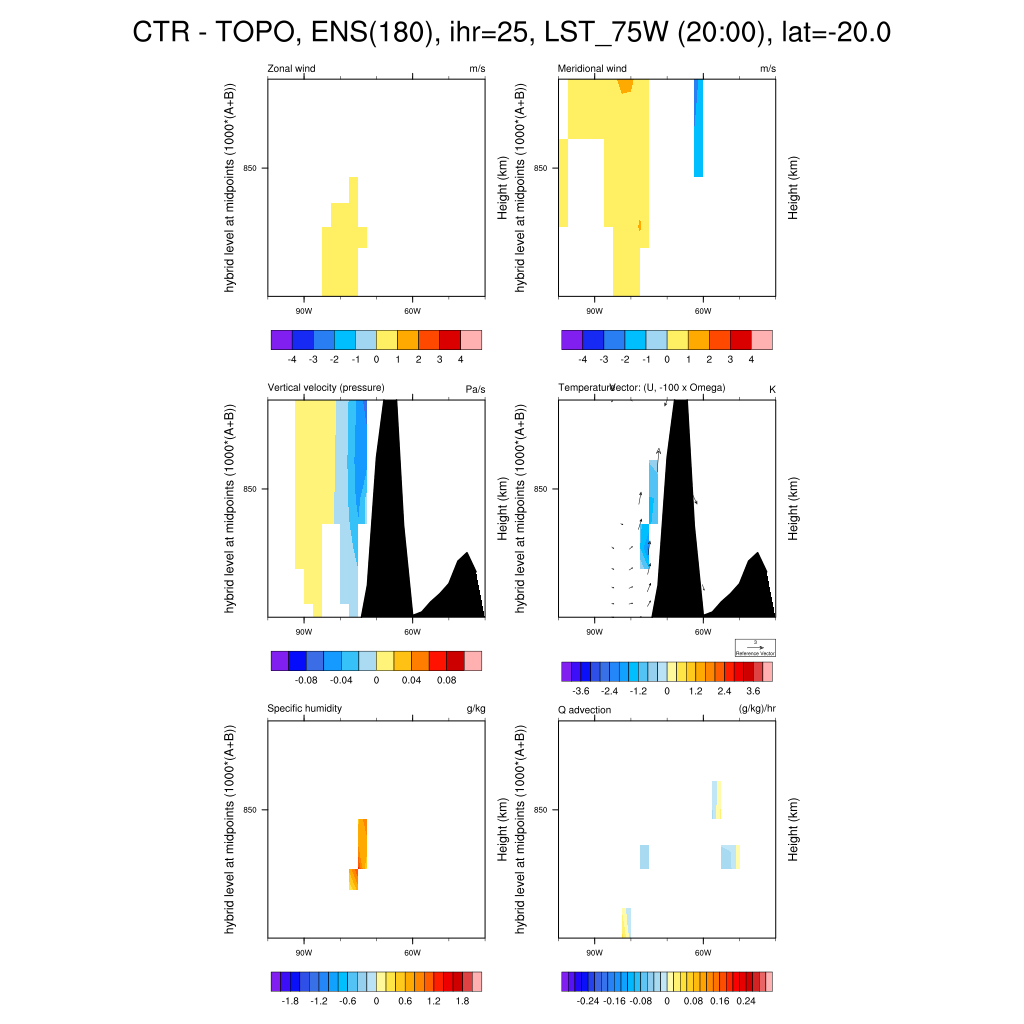 CTR - TOPO, ENS(180), ihr=25, LST_75W (20:00), lat=-20.0
Zonal wind m/s
hybrid level at midpoints (1000*(A+B))
850
Height (km)
90W 60W
-4 -3 -2 -1 0 1 2 3 4
Meridional wind m/s
hybrid level at midpoints (1000*(A+B))
850
Height (km)
90W 60W
-4 -3 -2 -1 0 1 2 3 4
Vertical velocity (pressure) Pa/s
hybrid level at midpoints (1000*(A+B))
850
Height (km)
90W 60W
-0.08 -0.04 0 0.04 0.08
Temperature Vector: (U, -100 x Omega) K
hybrid level at midpoints (1000*(A+B))
850
Height (km)
90W 60W
3
Reference Vector
-3.6 -2.4 -1.2 0 1.2 2.4 3.6
Specific humidity g/kg
hybrid level at midpoints (1000*(A+B))
850
Height (km)
90W 60W
-1.8 -1.2 -0.6 0 0.6 1.2 1.8
Q advection (g/kg)/hr
hybrid level at midpoints (1000*(A+B))
850
Height (km)
90W 60W
-0.24 -0.16 -0.08 0 0.08 0.16 0.24